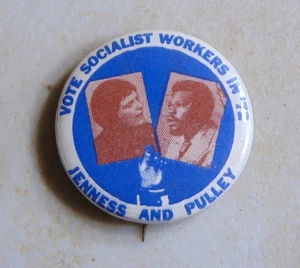 VOTE SOCIALIST WORKERS IN '72
JENNESS AND PULLEY